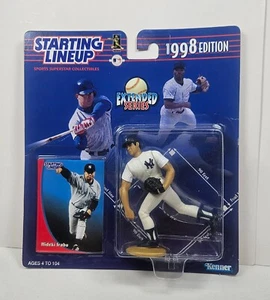 STARTING
LINEUP
SPORTS SUPERSTAR COLLECTIBLES
1998 EDITION
EXTENDED
SERIES
Hideki Irabu
AGES 4 TO 104
Kenner